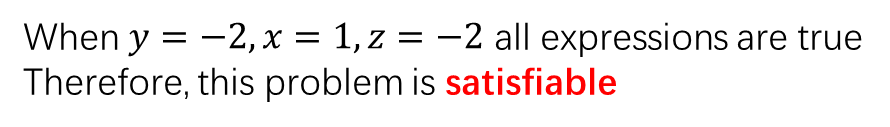 When y = −2, x = 1, z = −2 all expressions are true
Therefore, this problem is satisfiable